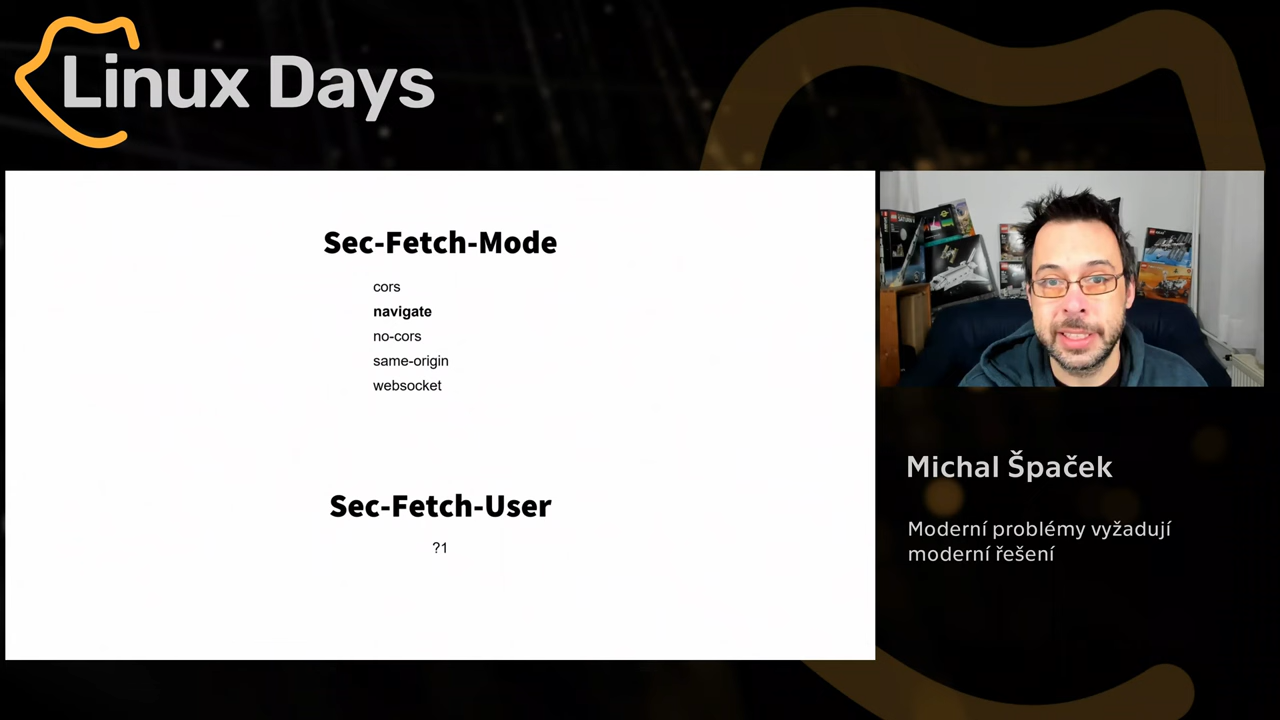 Linux Days
Sec-Fetch-Mode
cors
navigate
no-cors
same-origin
websocket
Sec-Fetch-User
?1
Michal Špaček
Moderní problémy vyžadují
moderní řešení